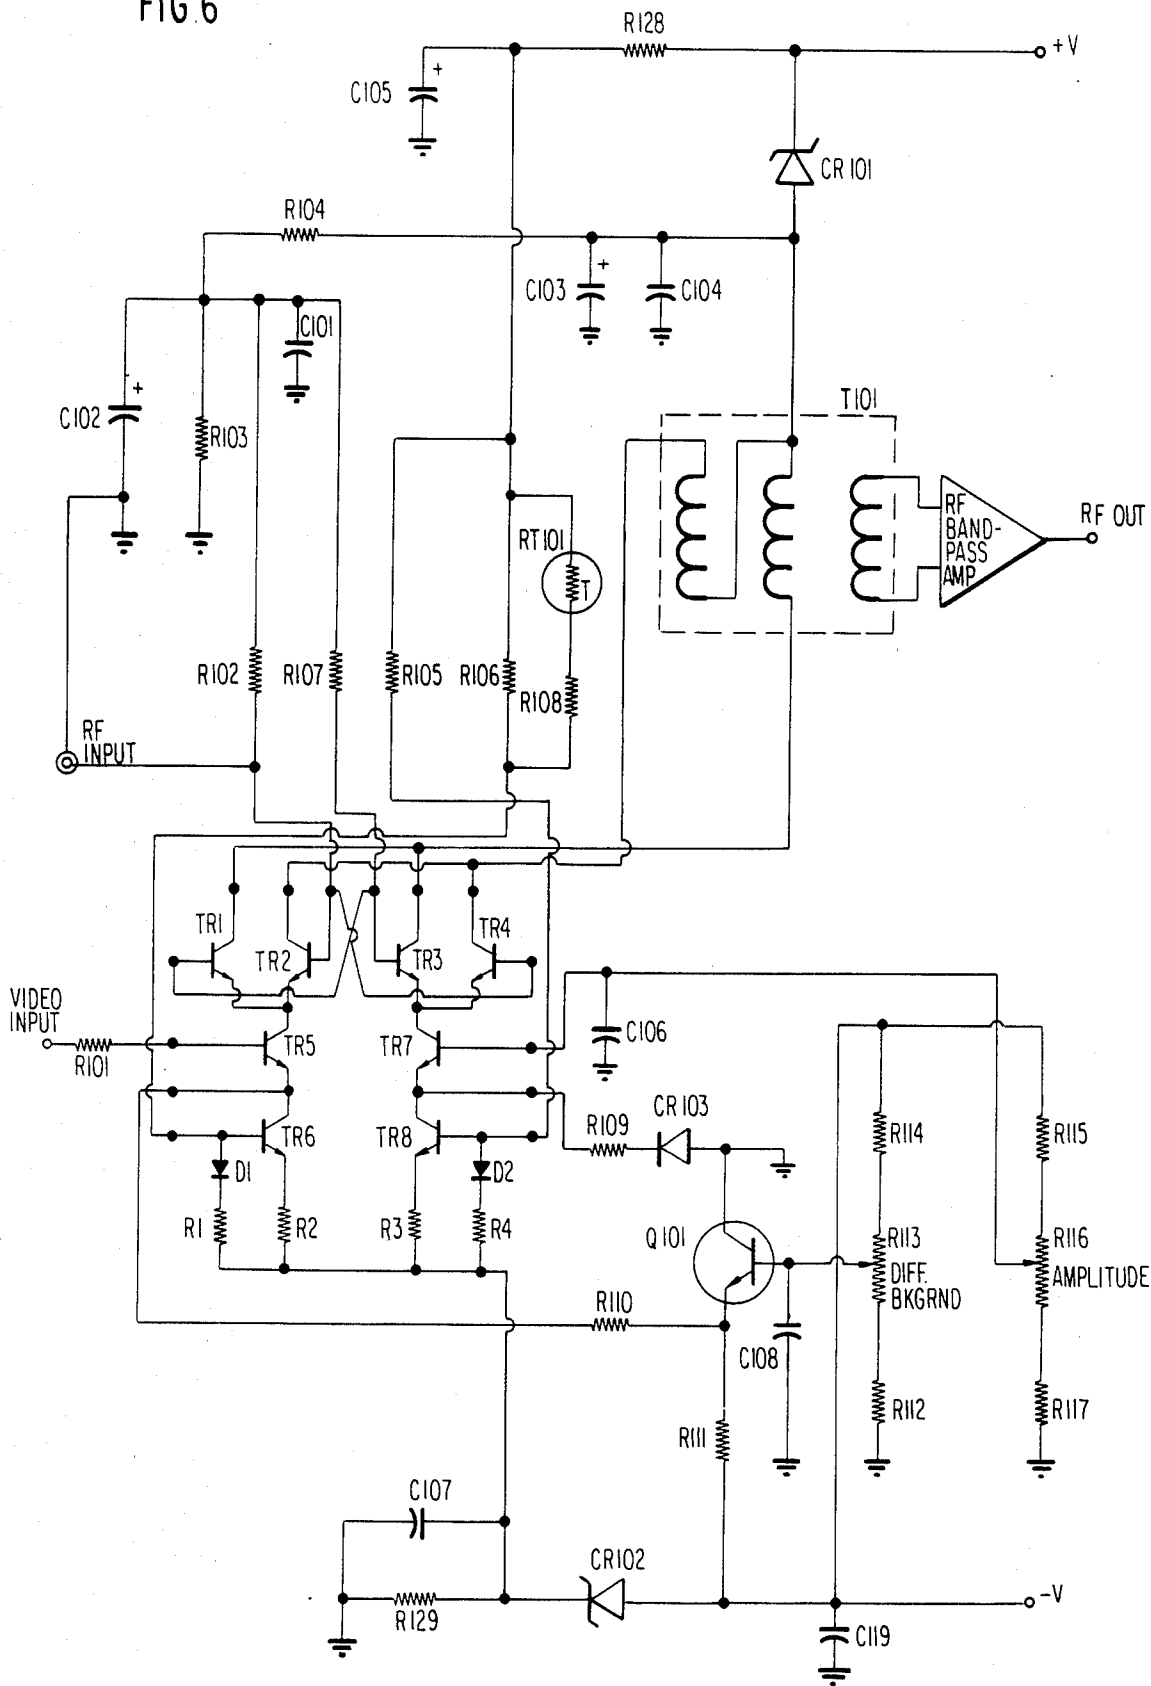 FIG.6
R128
+V
+
C105
CR101
R104
+
C103
C104
C101
+
C102
R103
T101
RF
BAND-
PASS
AMP.
RF OUT
RT101
T
R102
R107
R105
R106
R108
RF
INPUT
TR1
TR2
TR3
TR4
VIDEO
INPUT
R101
TR5
TR7
C106
CR103
R109
TR6
TR8
D1
D2
R114
R115
R1
R2
R3
R4
Q101
R113
DIFF.
BKGRND
R116
AMPLITUDE
R110
C108
R112
R117
R111
C107
CR102
R129
-V
C119